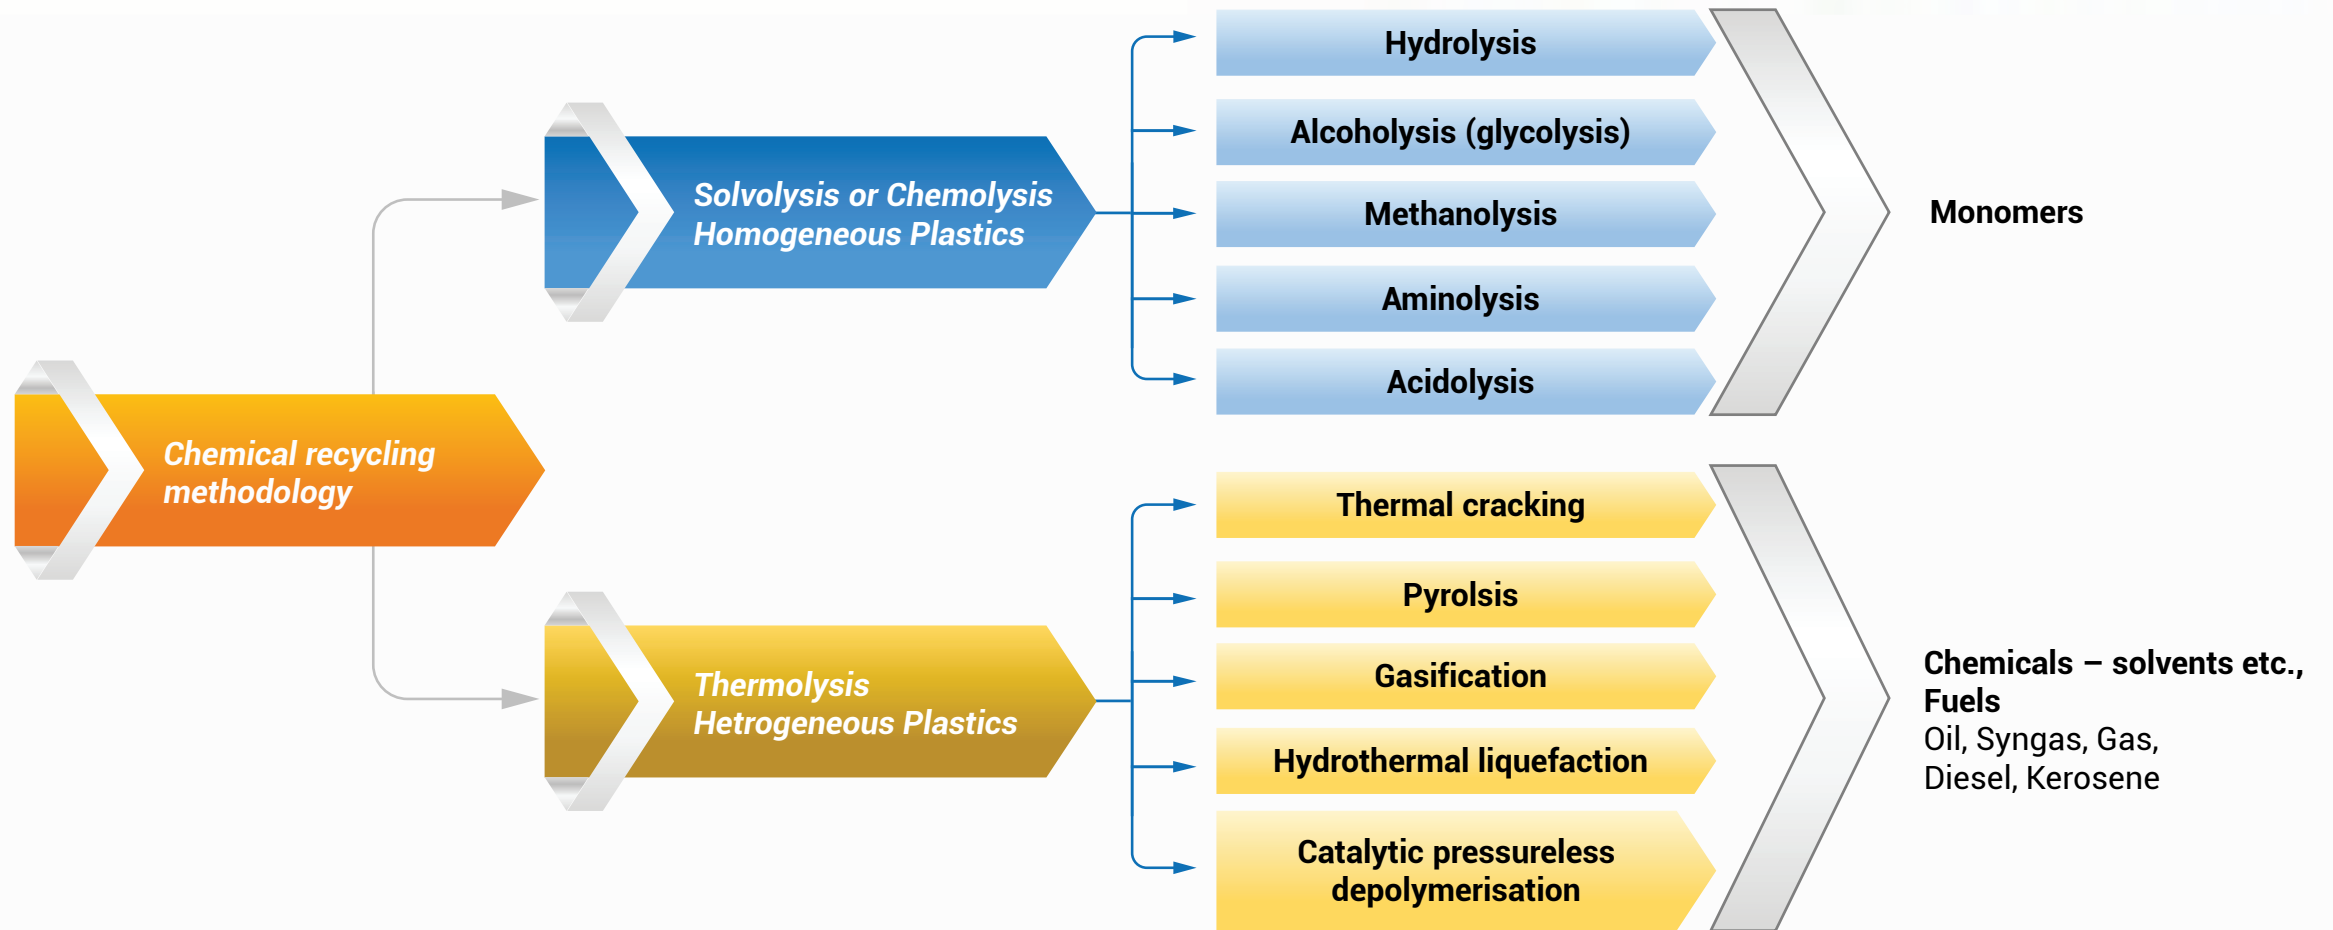 Chemical recycling
methodology
Solvolysis or Chemolysis
Homogeneous Plastics
Hydrolysis
Alcoholysis (glycolysis)
Methanolysis
Aminolysis
Acidolysis
Monomers
Thermolysis
Hetrogeneous Plastics
Thermal cracking
Pyrolsis
Gasification
Hydrothermal liquefaction
Catalytic pressureless
depolymerisation
Chemicals – solvents etc.,
Fuels
Oil, Syngas, Gas,
Diesel, Kerosene